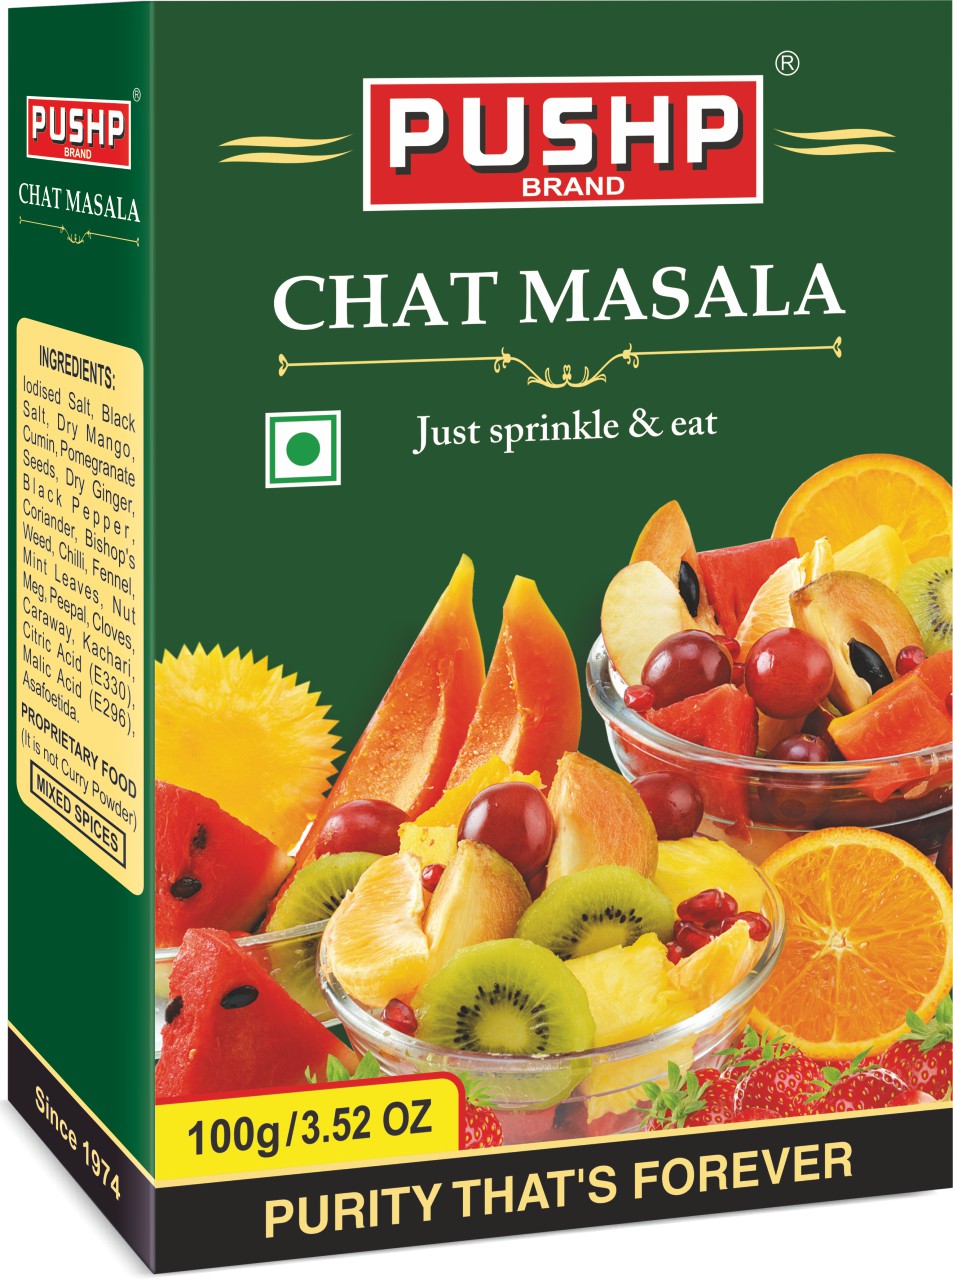 PUSHP
®
BRAND
CHAT MASALA
INGREDIENTS:
Iodised Salt, Black
Salt, Dry Mango,
Cumin, Pomegranate
Seeds, Dry Ginger,
Black Pepper,
Coriander, Bishop's
Weed, Chilli, Fennel,
Mint Leaves, Nut
Meg, Peepal, Cloves,
Caraway, Kachari,
Citric Acid (E330),
Malic Acid (E296),
Asafoetida.
PROPRIETARY FOOD
(It is not Curry Powder)
MIXED SPICES
Since 1974
®
PUSHP
BRAND
CHAT MASALA
Just sprinkle & eat
100g/3.52 OZ
PURITY THAT'S FOREVER